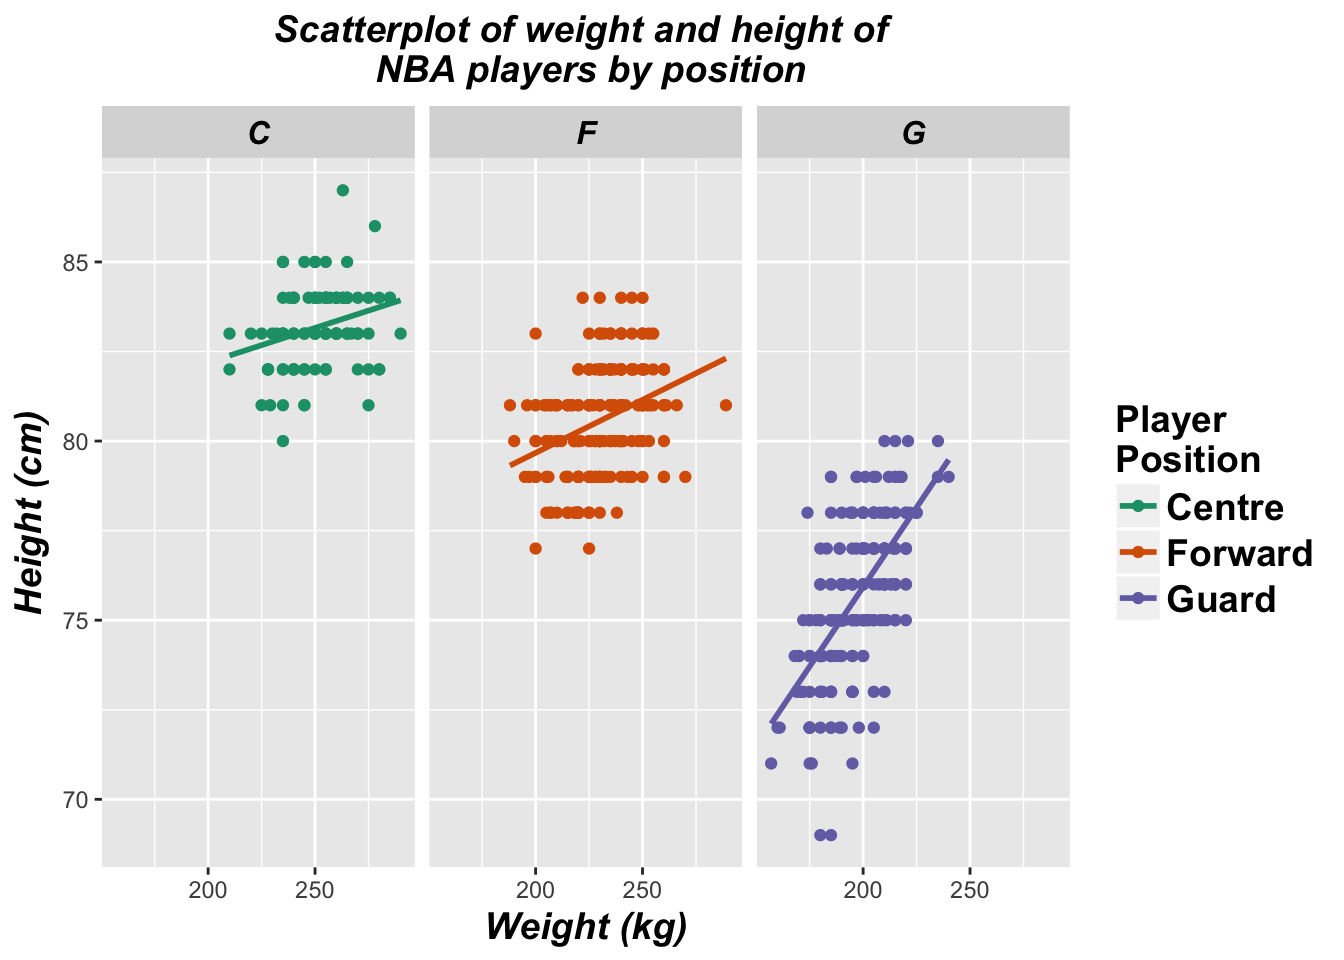 Scatterplot of weight and height of
NBA players by position
C
F
G
85
80
75
70
Height (cm)
200 250
200 250
200 250
Weight (kg)
Player
Position
Centre
Forward
Guard